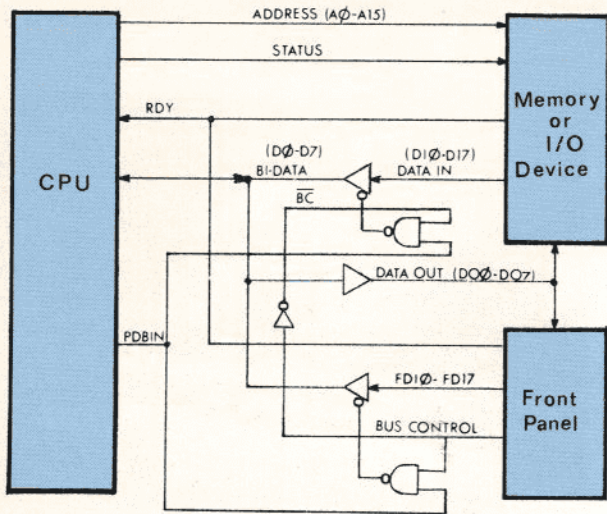 ADDRESS (AØ-A15)
STATUS
RDY
Memory
or
I/O
Device
(DØ-D7)
BI-DATA
(DIØ-DI7)
DATA IN
CPU
BC
DATA OUT (DOØ-DO7)
PDBIN
FDIØ-FDI7
BUS CONTROL
Front
Panel